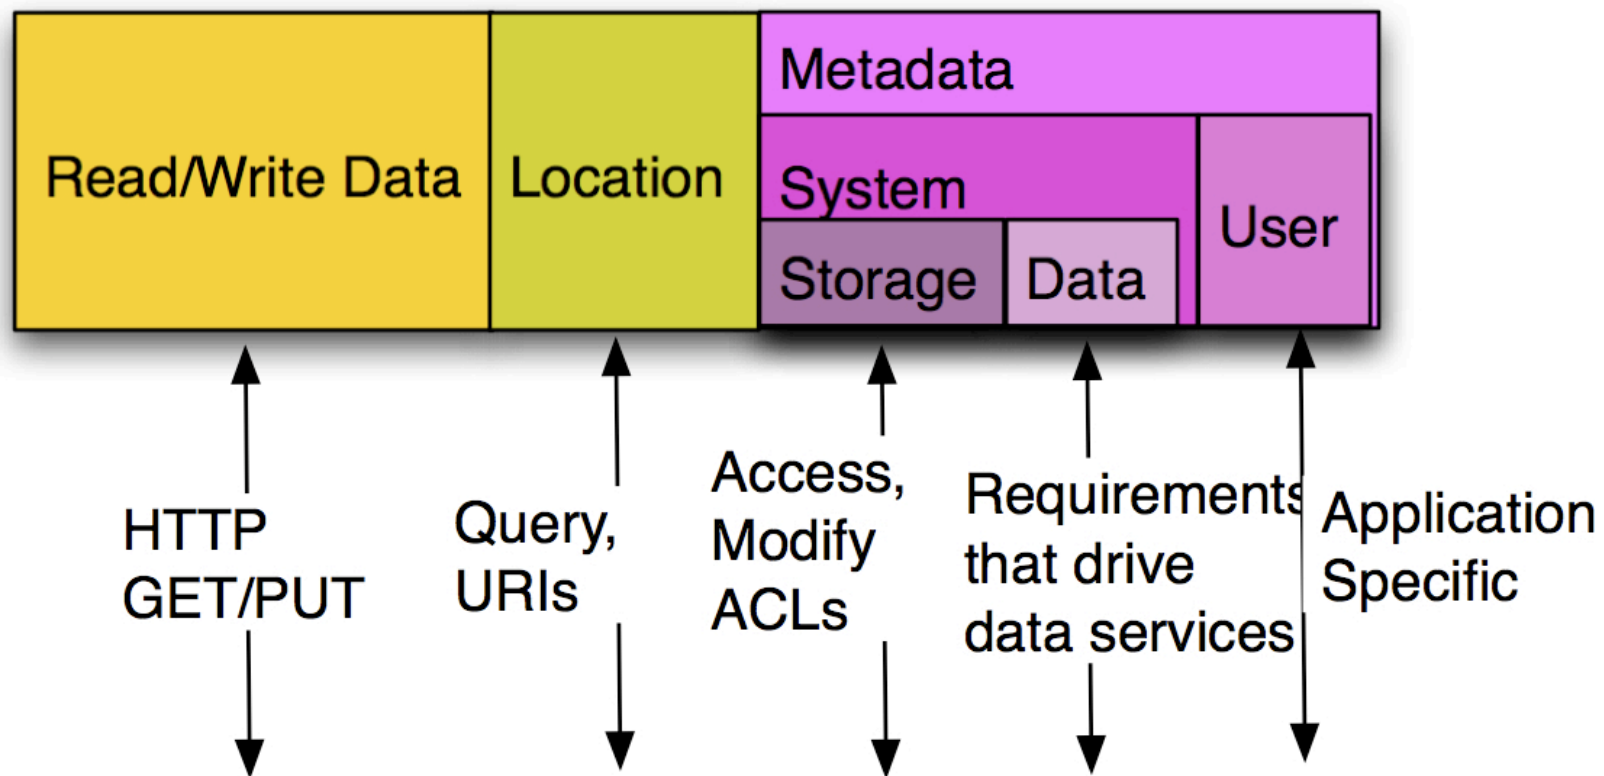 Read/Write Data
Location
Metadata
System
Storage
Data
User
HTTP
GET/PUT
Query,
URIs
Access,
Modify
ACLs
Requirements
that drive
data services
Application
Specific